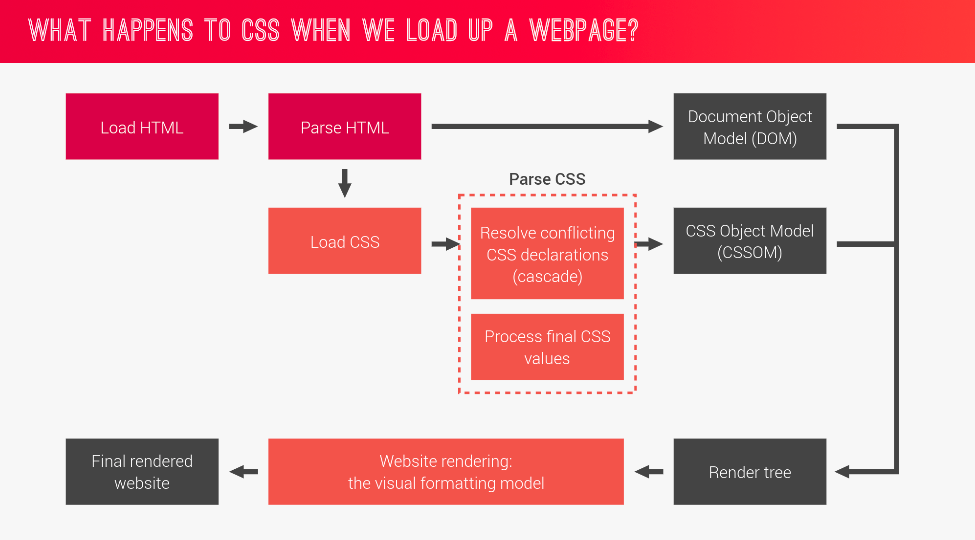 WHAT HAPPENS TO CSS WHEN WE LOAD UP A WEBPAGE?
Load HTML
Parse HTML
Document Object
Model (DOM)
Parse CSS
Load CSS
Resolve conflicting
CSS declarations
(cascade)
CSS Object Model
(CSSOM)
Process final CSS
values
Final rendered
website
Website rendering:
the visual formatting model
Render tree